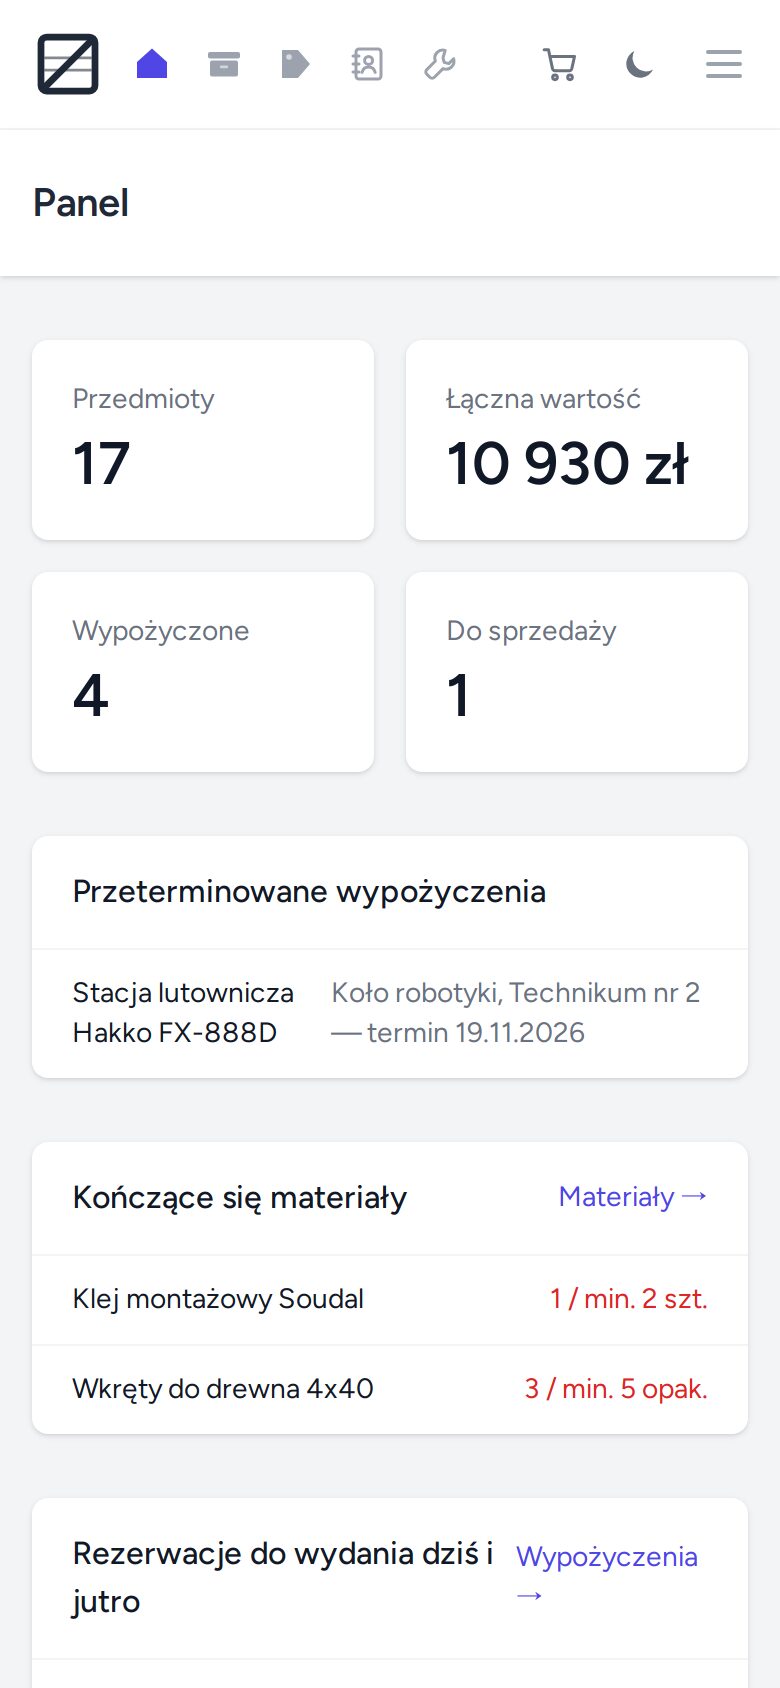 Panel
Przedmioty
17
Łączna wartość
10 930 zł
Wypożyczone
4
Do sprzedaży
1
Przeterminowane wypożyczenia
Stacja lutownicza
Hakko FX-888D
Koło robotyki, Technikum nr 2
— termin 19.11.2026
Kończące się materiały
Materiały →
Klej montażowy Soudal
1 / min. 2 szt.
Wkręty do drewna 4x40
3 / min. 5 opak.
Rezerwacje do wydania dziś i
jutro
Wypożyczenia
→